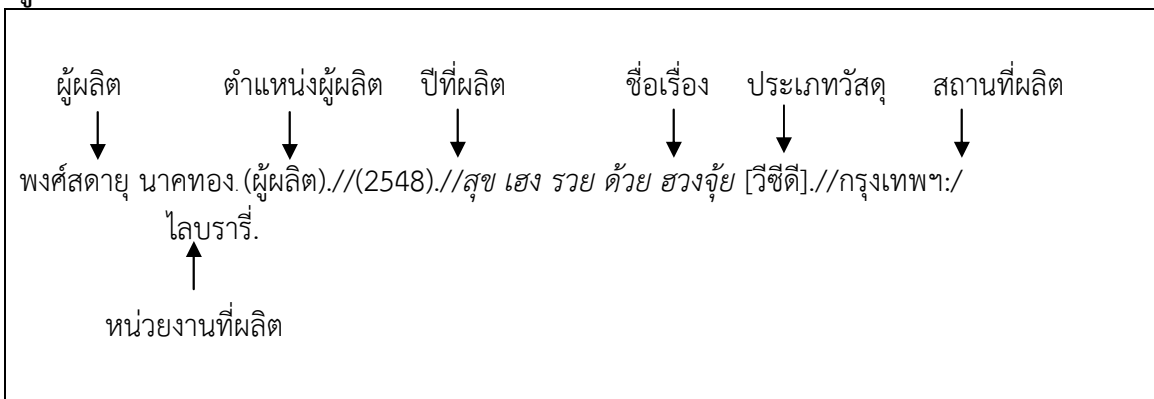 ผู้ผลิต ตำแหน่งผู้ผลิต ปีที่ผลิต ชื่อเรื่อง ประเภทวัสดุ สถานที่ผลิต
พงศ์สดายุ นาคทอง.(ผู้ผลิต).//(2548).//สุข เฮง รวย ด้วย ฮวงจุ้ย [วีซีดี].//กรุงเทพฯ:/
ไลบรารี่.
หน่วยงานที่ผลิต